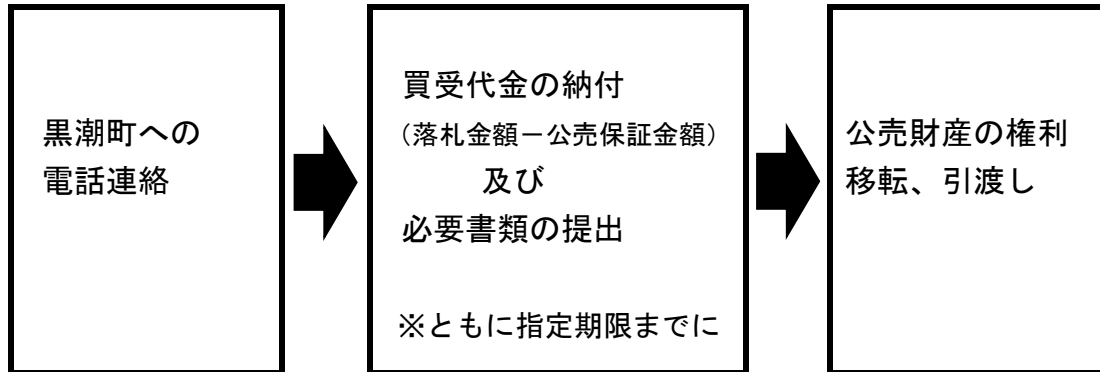 黒潮町への
電話連絡
買受代金の納付
（落札金額－公売保証金額）
及び
必要書類の提出
※ともに指定期限までに
公売財産の権利
移転、引渡し